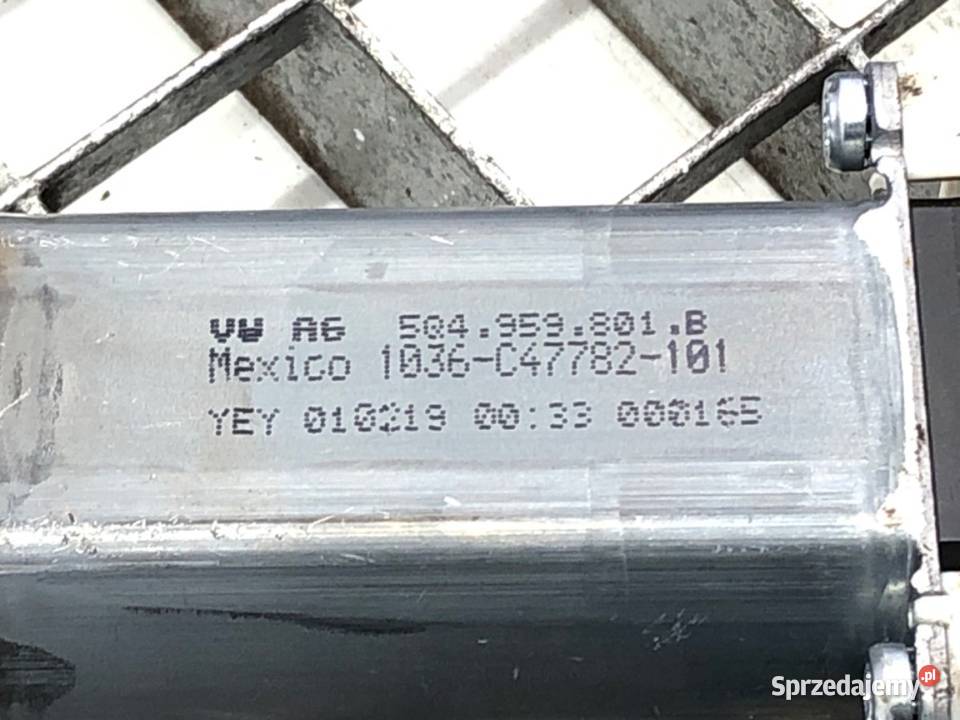 VW AG 5Q4.959.801.B
Mexico 1036-C47782-101
YEY 010219 00:33 000165
Sprzedajemy.pl